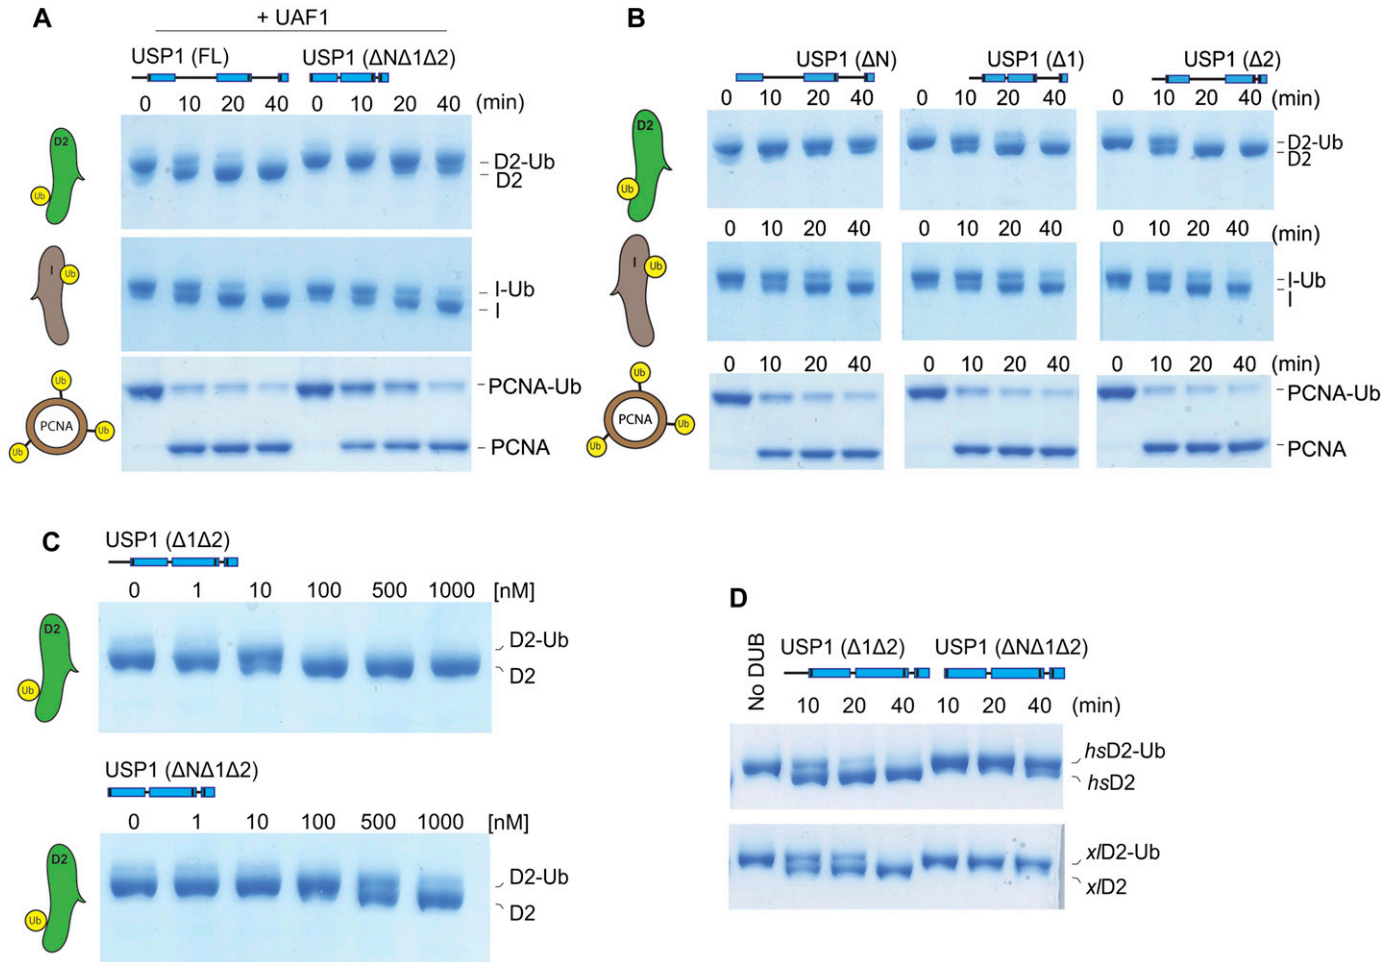 A
+ UAF1
USP1 (FL) USP1 (ΔNΔ1Δ2)
0 10 20 40 0 10 20 40 (min)
D2
Ub
D2-Ub
D2
I
Ub
I-Ub
I
Ub
PCNA
Ub
Ub
PCNA-Ub
PCNA
B
USP1 (ΔN) USP1 (Δ1) USP1 (Δ2)
0 10 20 40 0 10 20 40 0 10 20 40 (min)
D2
Ub
D2-Ub
D2
0 10 20 40 0 10 20 40 0 10 20 40 (min)
I
Ub
I-Ub
I
0 10 20 40 0 10 20 40 0 10 20 40 (min)
Ub
PCNA
Ub
Ub
PCNA-Ub
PCNA
C
USP1 (Δ1Δ2)
0 1 10 100 500 1000 [nM]
D2
Ub
D2-Ub
D2
USP1 (ΔNΔ1Δ2)
0 1 10 100 500 1000 [nM]
D2
Ub
D2-Ub
D2
D
No DUB
USP1 (Δ1Δ2) USP1 (ΔNΔ1Δ2)
10 20 40 10 20 40 (min)
hsD2-Ub
hsD2
xlD2-Ub
xlD2